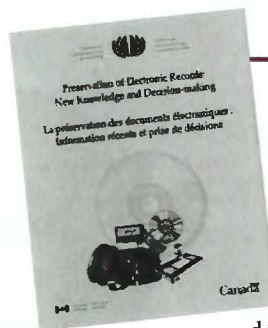 Preservation of Electronic Records:
New Knowledge and Decision-making
La préservation des documents électroniques :
Information récente et prise de décisions
Canada
d